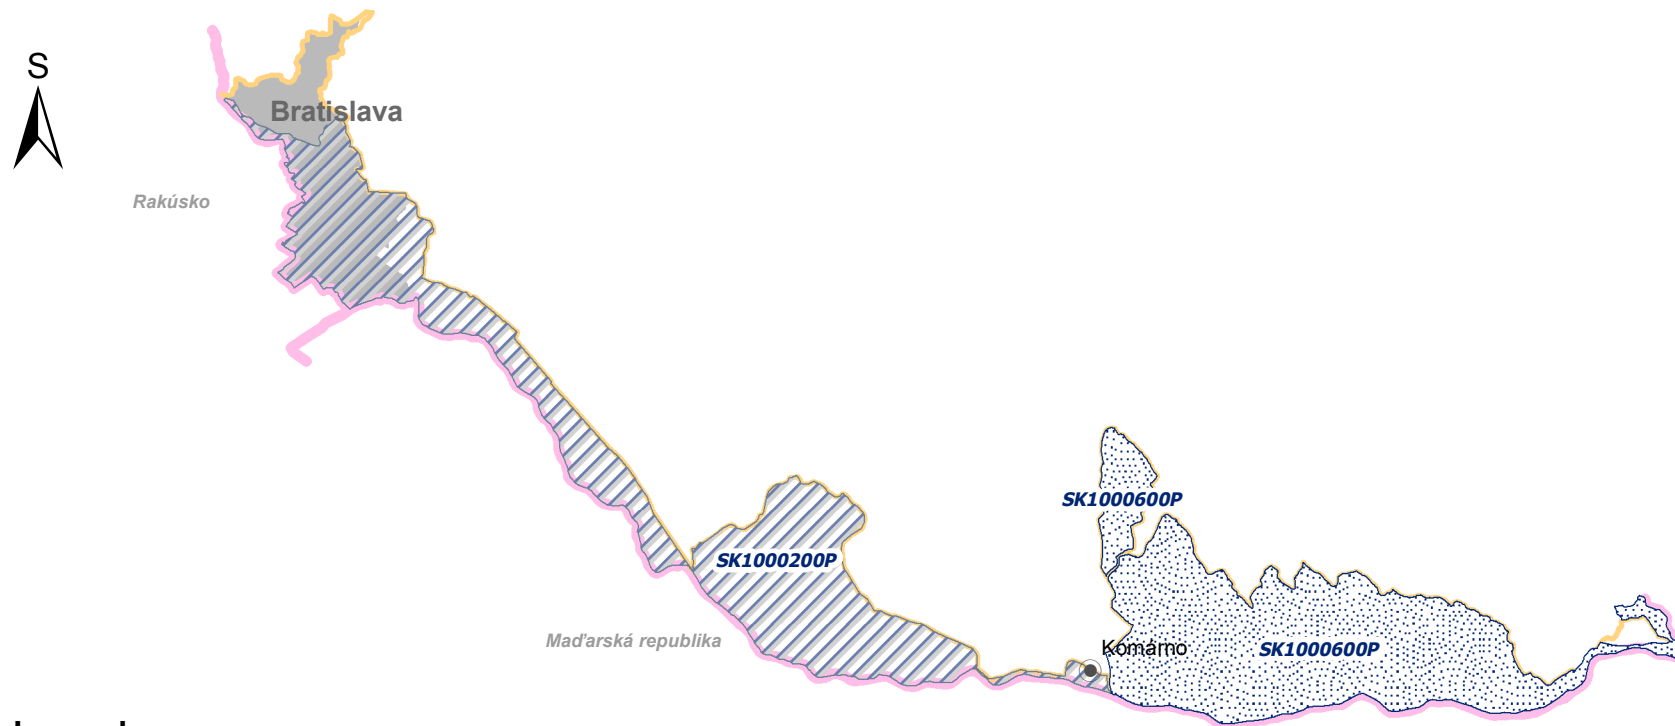 S
Bratislava
Rakúsko
SK1000600P
SK1000200P
Maďarská republika
Komárno
SK1000600P